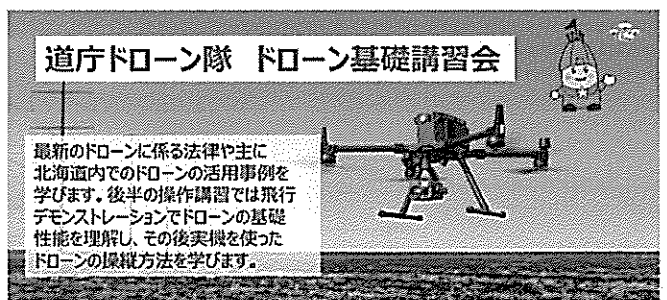 道庁ドローン隊 ドローン基礎講習会
最新のドローンに係る法律や主に
北海道内でのドローンの活用事例を
学びます。後半の操作講習では飛行
デモンストレーションでドローンの基礎
性能を理解し、その後実機を使った
ドローンの操縦方法を学びます。